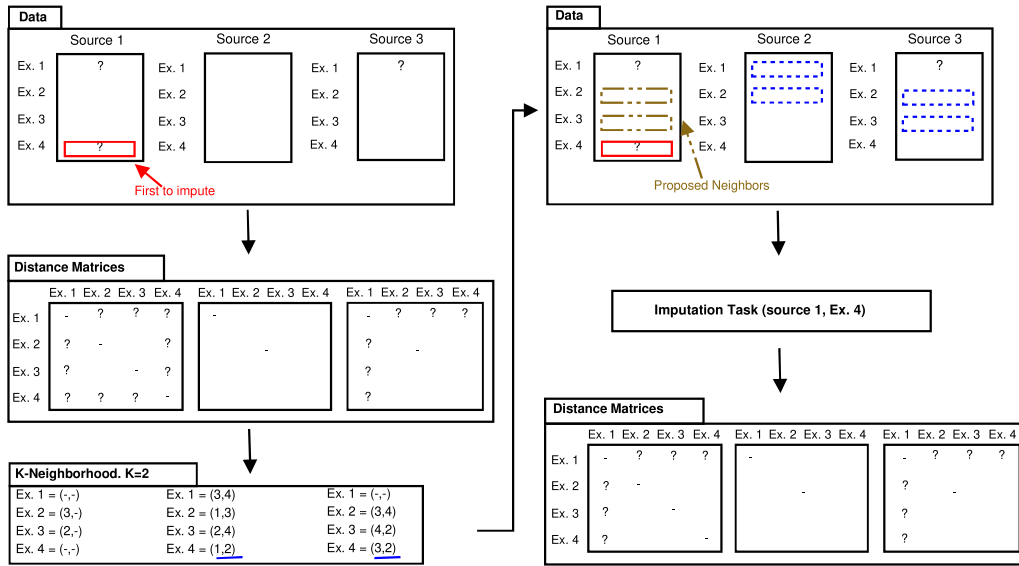 Data
Source 1 Source 2 Source 3
Ex. 1 ? Ex. 1 Ex. 1 ?
Ex. 2 Ex. 2 Ex. 2
Ex. 3 Ex. 3 Ex. 3
Ex. 4 ? Ex. 4 Ex. 4
First to impute
Distance Matrices
Ex. 1 Ex. 2 Ex. 3 Ex. 4 Ex. 1 Ex. 2 Ex. 3 Ex. 4 Ex. 1 Ex. 2 Ex. 3 Ex. 4
Ex. 1 - ? ? ? - - ? ? ?
Ex. 2 ? - ? - ? -
Ex. 3 ? - ? ?
Ex. 4 ? ? ? - ?
K-Neighborhood. K=2
Ex. 1 = (-,-) Ex. 1 = (3,4) Ex. 1 = (-,-)
Ex. 2 = (3,-) Ex. 2 = (1,3) Ex. 2 = (3,4)
Ex. 3 = (2,-) Ex. 3 = (2,4) Ex. 3 = (4,2)
Ex. 4 = (-,-) Ex. 4 = (1,2) Ex. 4 = (3,2)
Data
Source 1 Source 2 Source 3
Ex. 1 ? Ex. 1 Ex. 1 ?
Ex. 2 Ex. 2 Ex. 2
Ex. 3 Ex. 3 Ex. 3
Ex. 4 ? Ex. 4 Ex. 4
Proposed Neighbors
Imputation Task (source 1, Ex. 4)
Distance Matrices
Ex. 1 Ex. 2 Ex. 3 Ex. 4 Ex. 1 Ex. 2 Ex. 3 Ex. 4 Ex. 1 Ex. 2 Ex. 3 Ex. 4
Ex. 1 - ? ? ? - - ? ? ?
Ex. 2 ? - - ? -
Ex. 3 ? - ?
Ex. 4 ? - ?